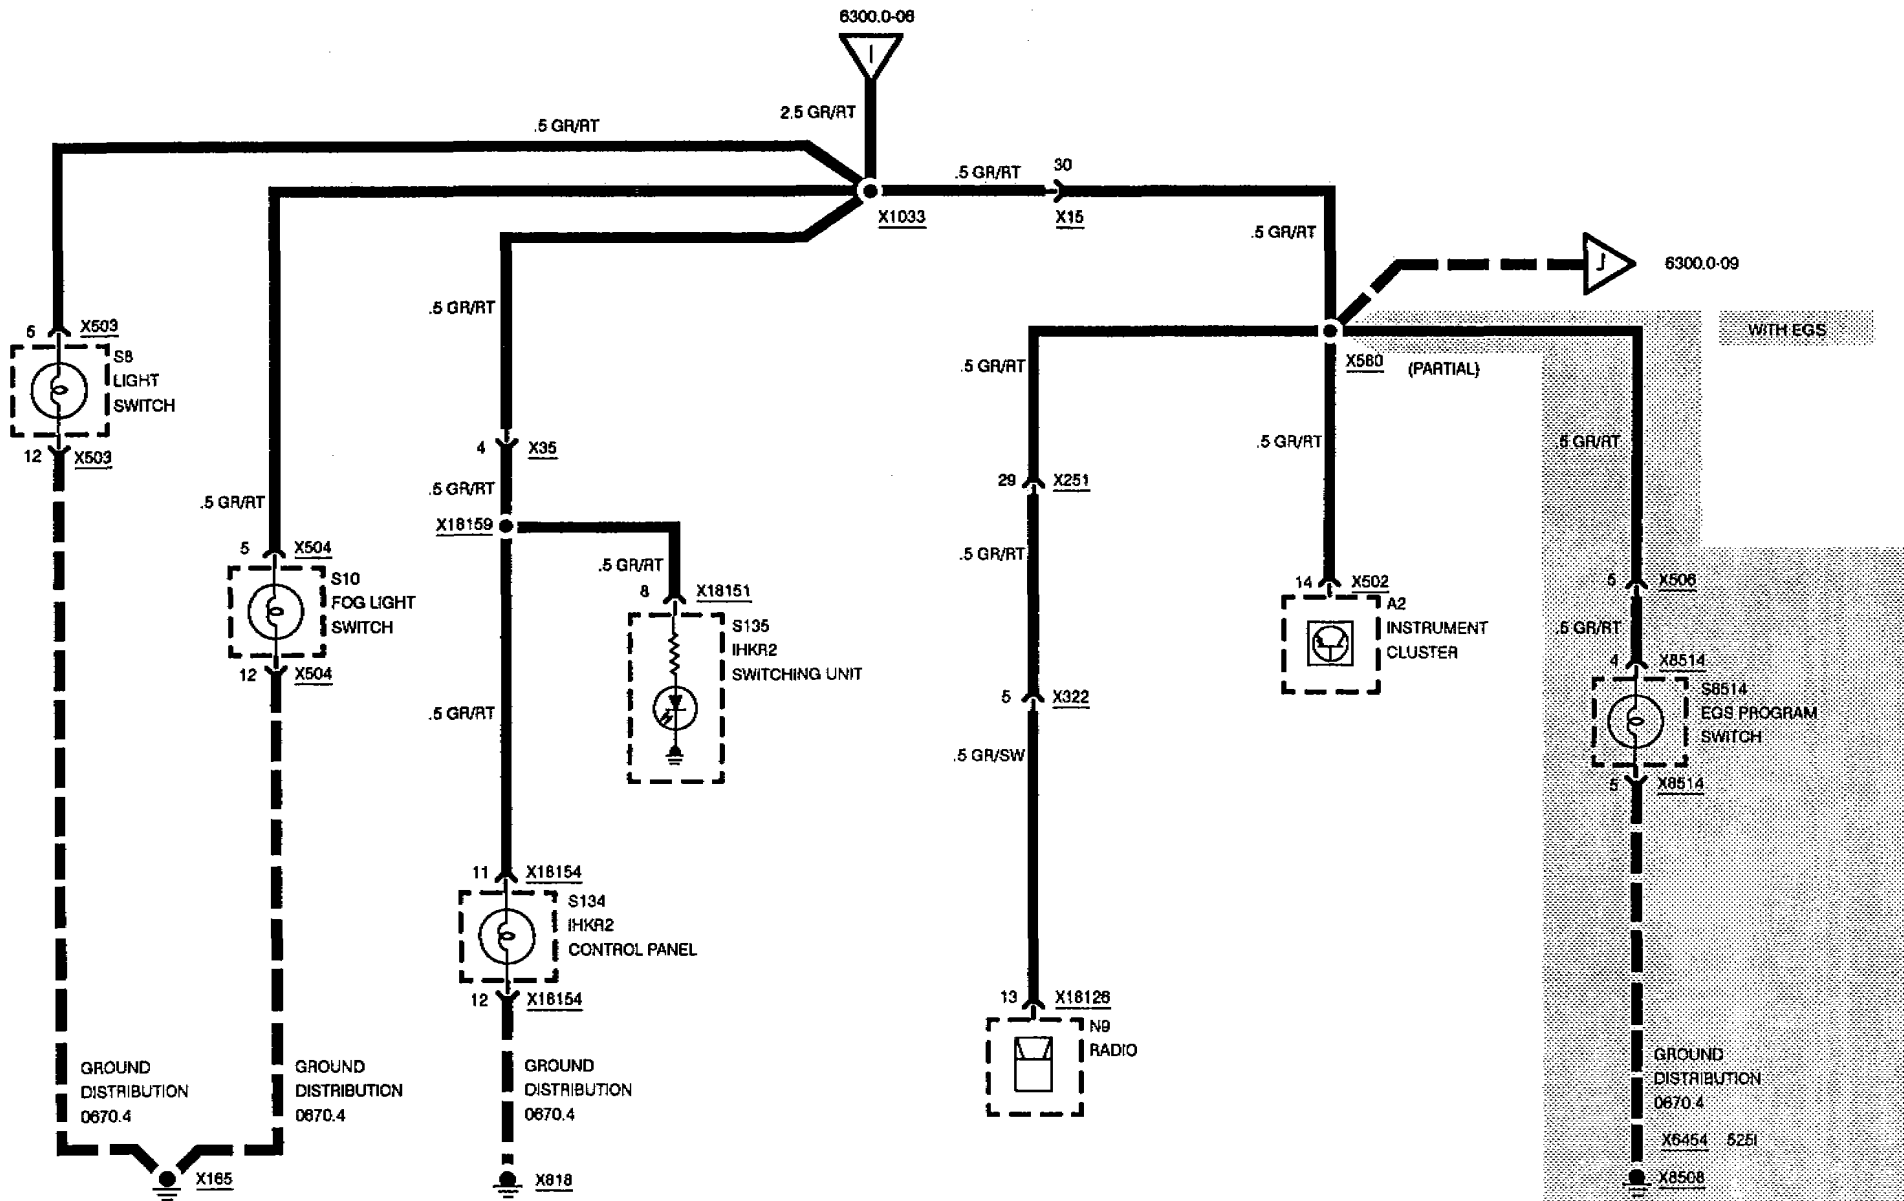 6300.0-08
I
2.5 GR/RT
.5 GR/RT
.5 GR/RT
30
X1033
X15
.5 GR/RT
J
6300.0-09
.5 GR/RT
5
X503
S8
LIGHT
SWITCH
12
X503
WITH EGS
X580
(PARTIAL)
.5 GR/RT
.5 GR/RT
.5 GR/RT
4
X35
.5 GR/RT
X18159
29
X251
.5 GR/RT
5
X504
S10
FOG LIGHT
SWITCH
12
X504
.5 GR/RT
8
X18151
S135
IHKR2
SWITCHING UNIT
.5 GR/RT
14
X502
A2
INSTRUMENT
CLUSTER
5
X506
.5 GR/RT
4
X8514
S8514
EGS PROGRAM
SWITCH
5
X8514
.5 GR/RT
5
X322
.5 GR/SW
11
X18154
S134
IHKR2
CONTROL PANEL
12
X18154
13
X18126
N9
RADIO
GROUND
DISTRIBUTION
0670.4
GROUND
DISTRIBUTION
0670.4
GROUND
DISTRIBUTION
0670.4
GROUND
DISTRIBUTION
0670.4
X165
X818
X6454 525I
X8508